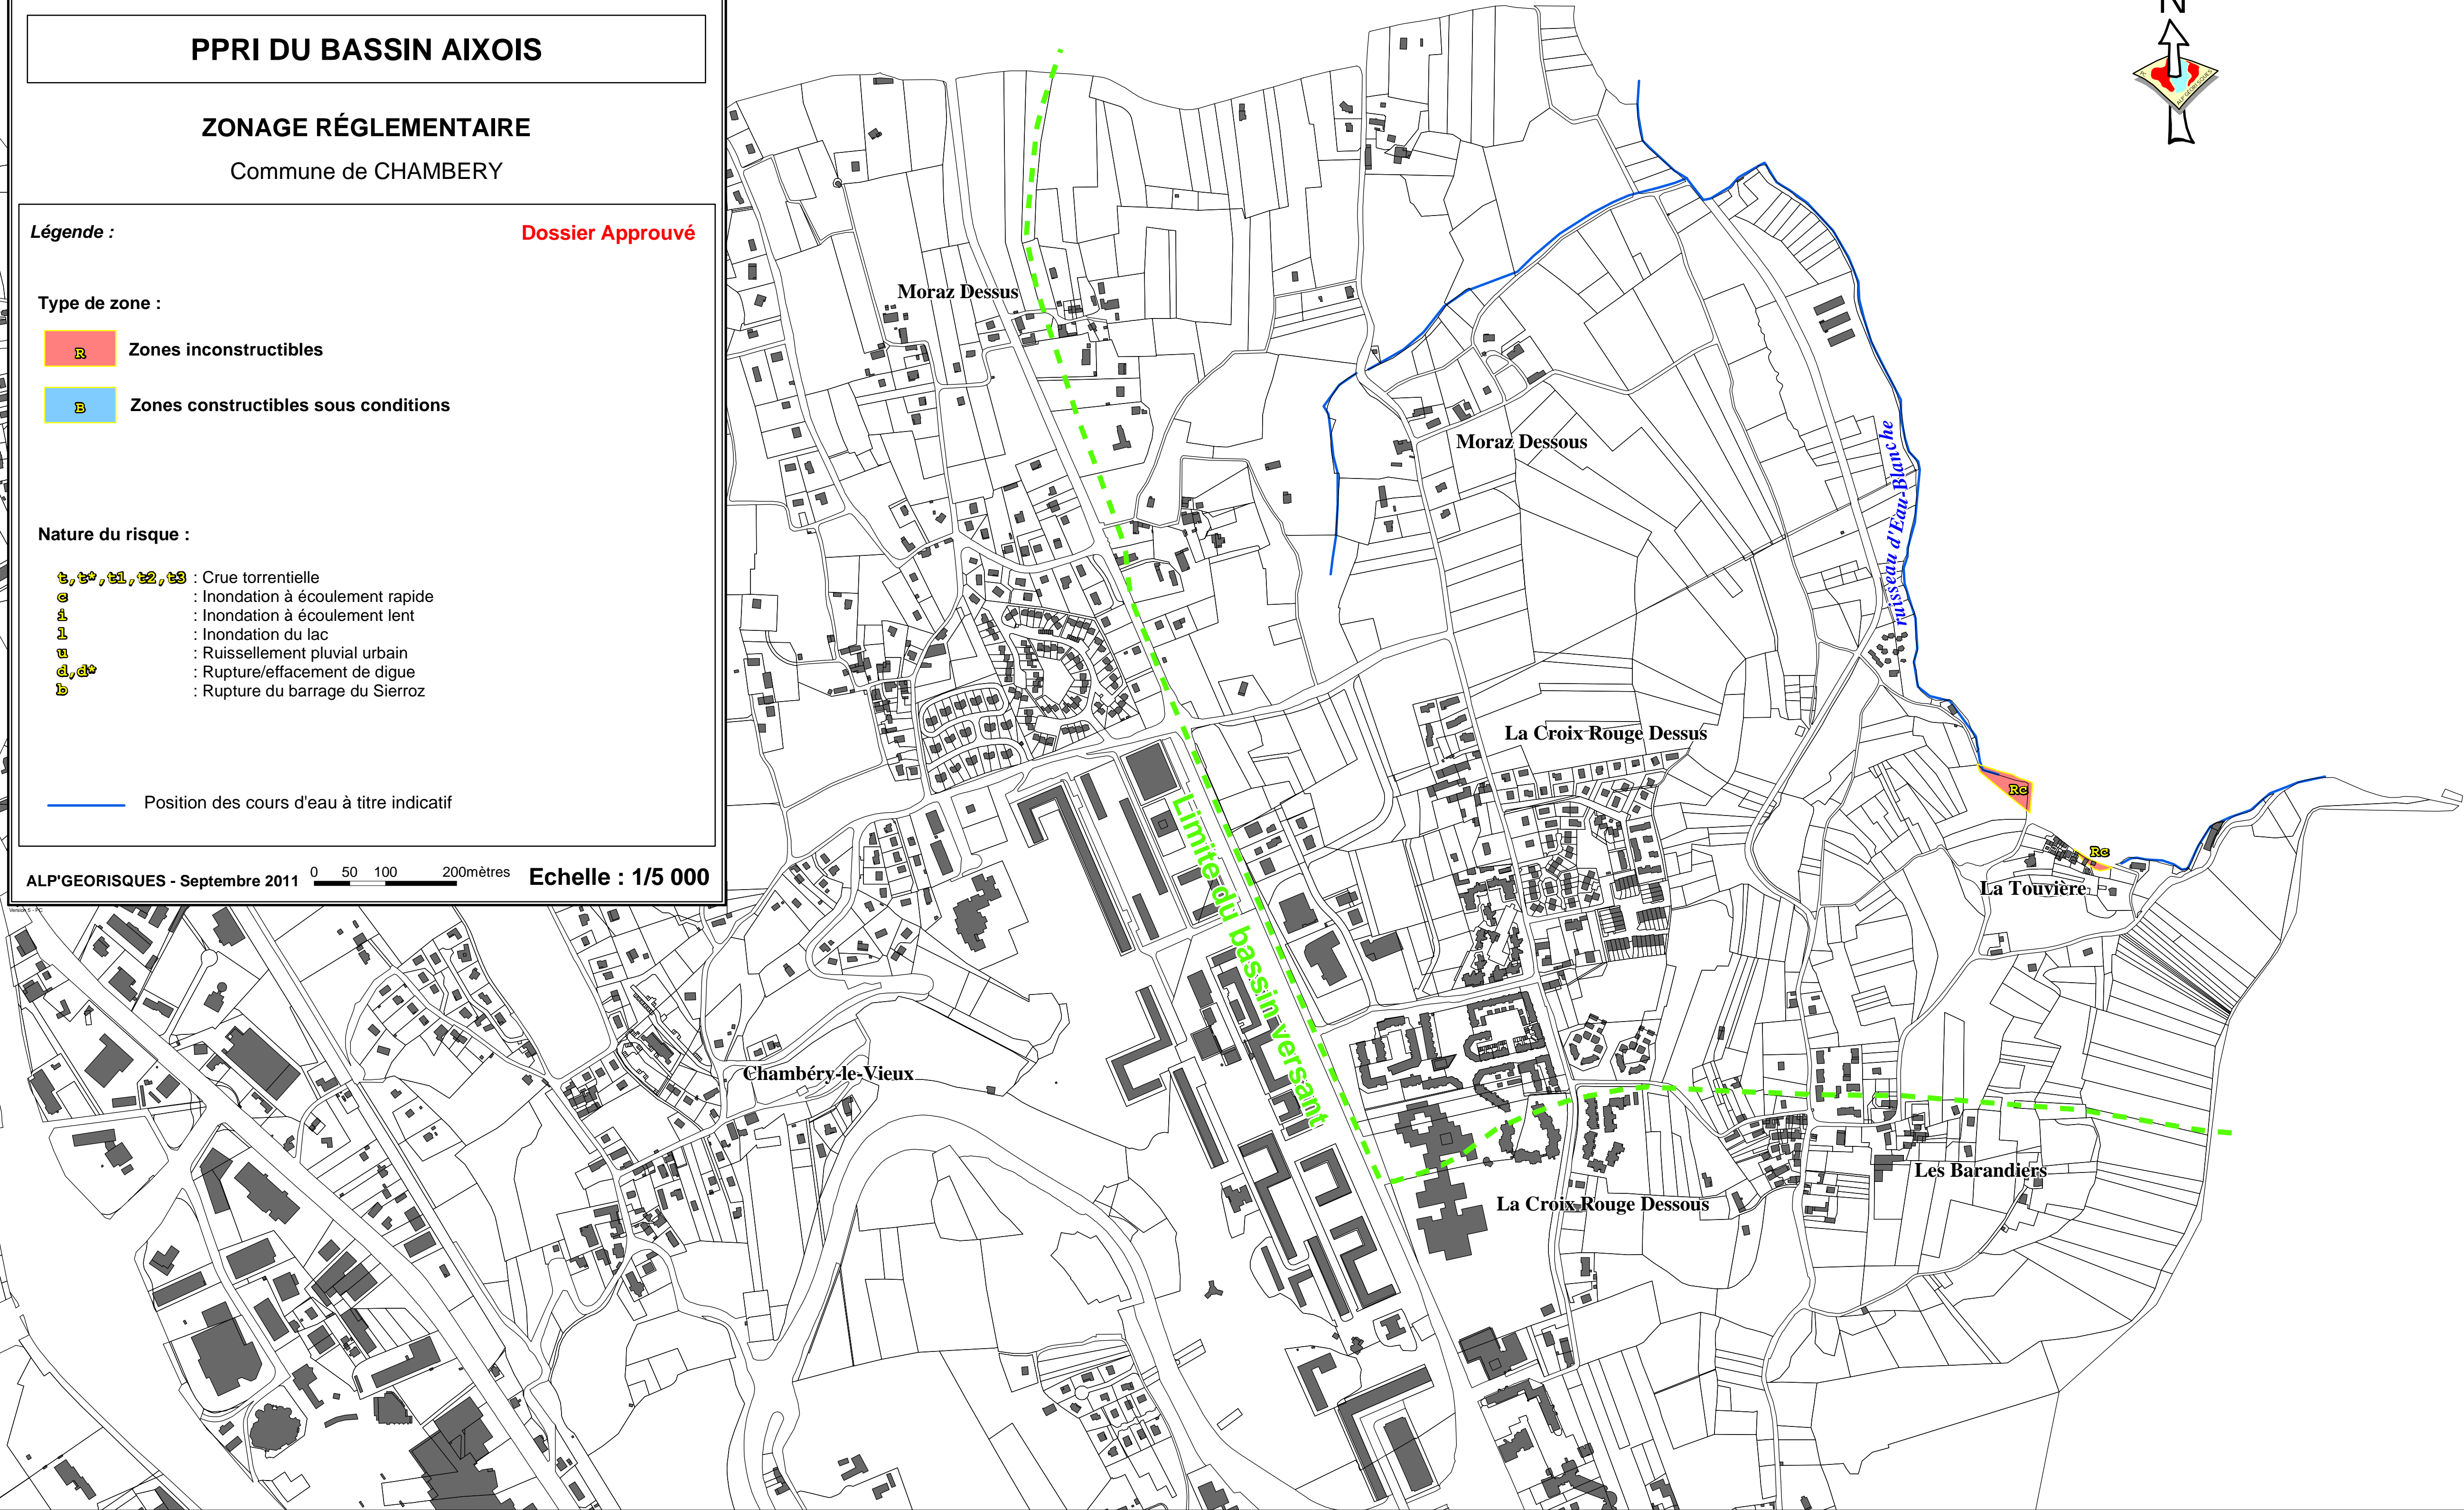 PPRI DU BASSIN AIXOIS
ZONAGE RÉGLEMENTAIRE
Commune de CHAMBERY
Légende :
Dossier Approuvé
Type de zone :
R Zones inconstructibles
B Zones constructibles sous conditions
Nature du risque :
t,t*,t1,t2,t3 : Crue torrentielle
c : Inondation à écoulement rapide
i : Inondation à écoulement lent
l : Inondation du lac
u : Ruissellement pluvial urbain
d,d* : Rupture/effacement de digue
b : Rupture du barrage du Sierroz
Position des cours d'eau à titre indicatif
ALP'GEORISQUES - Septembre 2011
0 50 100 200mètres
Echelle : 1/5 000
Version 5 - PG
N
ALP'GEORISQUES
Moraz Dessus
Moraz Dessous
ruisseau d'Eau-Blanche
La Croix Rouge Dessus
Rc
Rc
La Touvière
Limite du bassin versant
Chambéry-le-Vieux
Les Barandiers
La Croix Rouge Dessous